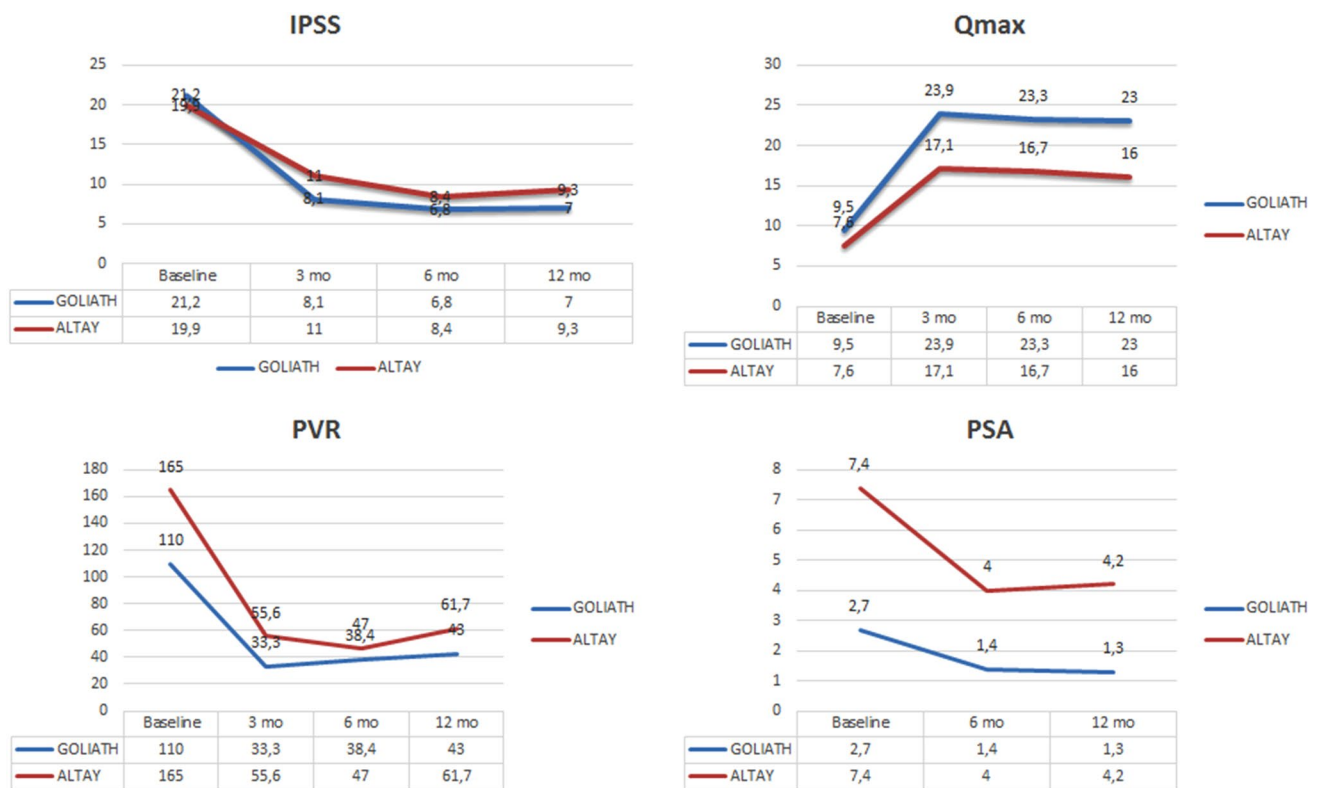 IPSS
25
20
15
10
5
0
21,2
19,9
11
8,1
8,4
6,8
9,3
7
Baseline 3 mo 6 mo 12 mo
GOLIATH 21,2 8,1 6,8 7
ALTAY 19,9 11 8,4 9,3
GOLIATH ALTAY
Qmax
30
25
20
15
10
5
0
9,5
7,6
23,9
17,1
23,3
16,7
23
16
GOLIATH
ALTAY
Baseline 3 mo 6 mo 12 mo
GOLIATH 9,5 23,9 23,3 23
ALTAY 7,6 17,1 16,7 16
PVR
180
160
140
120
100
80
60
40
20
0
165
110
55,6
33,3
47
38,4
61,7
43
GOLIATH
ALTAY
Baseline 3 mo 6 mo 12 mo
GOLIATH 110 33,3 38,4 43
ALTAY 165 55,6 47 61,7
PSA
8
7
6
5
4
3
2
1
0
7,4
2,7
4
1,4
4,2
1,3
GOLIATH
ALTAY
Baseline 6 mo 12 mo
GOLIATH 2,7 1,4 1,3
ALTAY 7,4 4 4,2